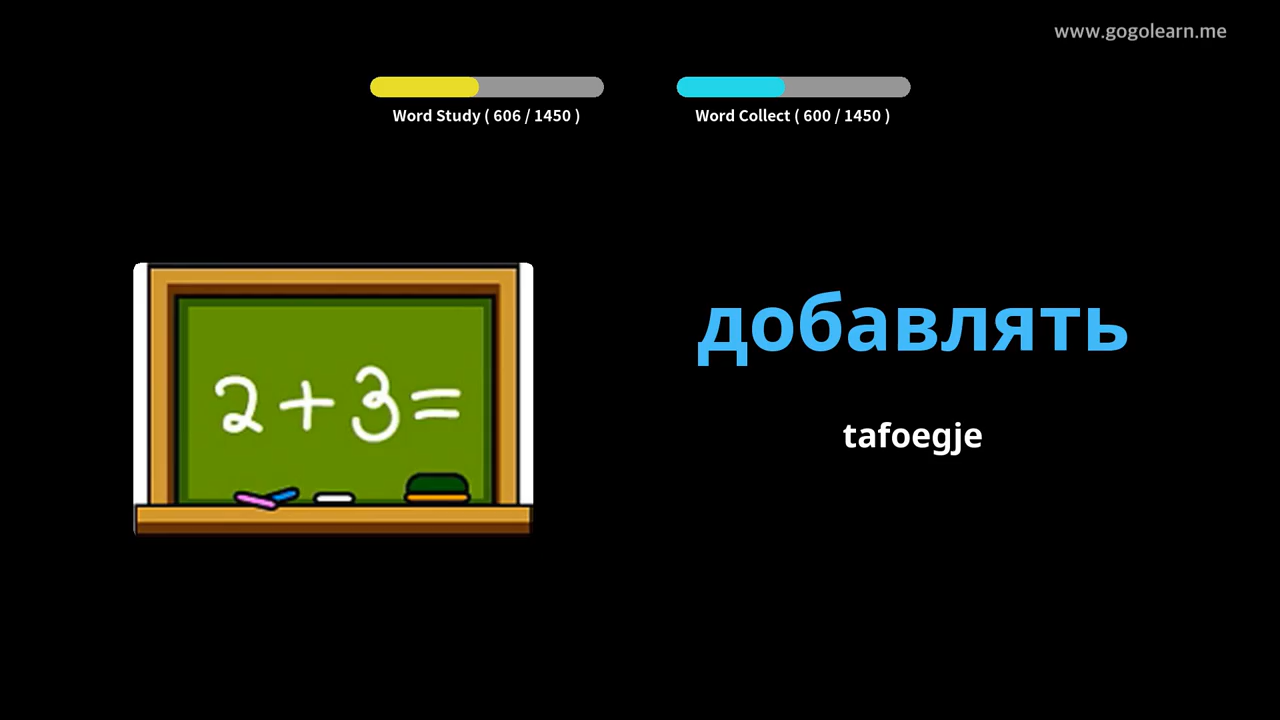 www.gogolearn.me
Word Study ( 606 / 1450 )
Word Collect ( 600 / 1450 )
2 + 3 =
добавлять
tafoegje